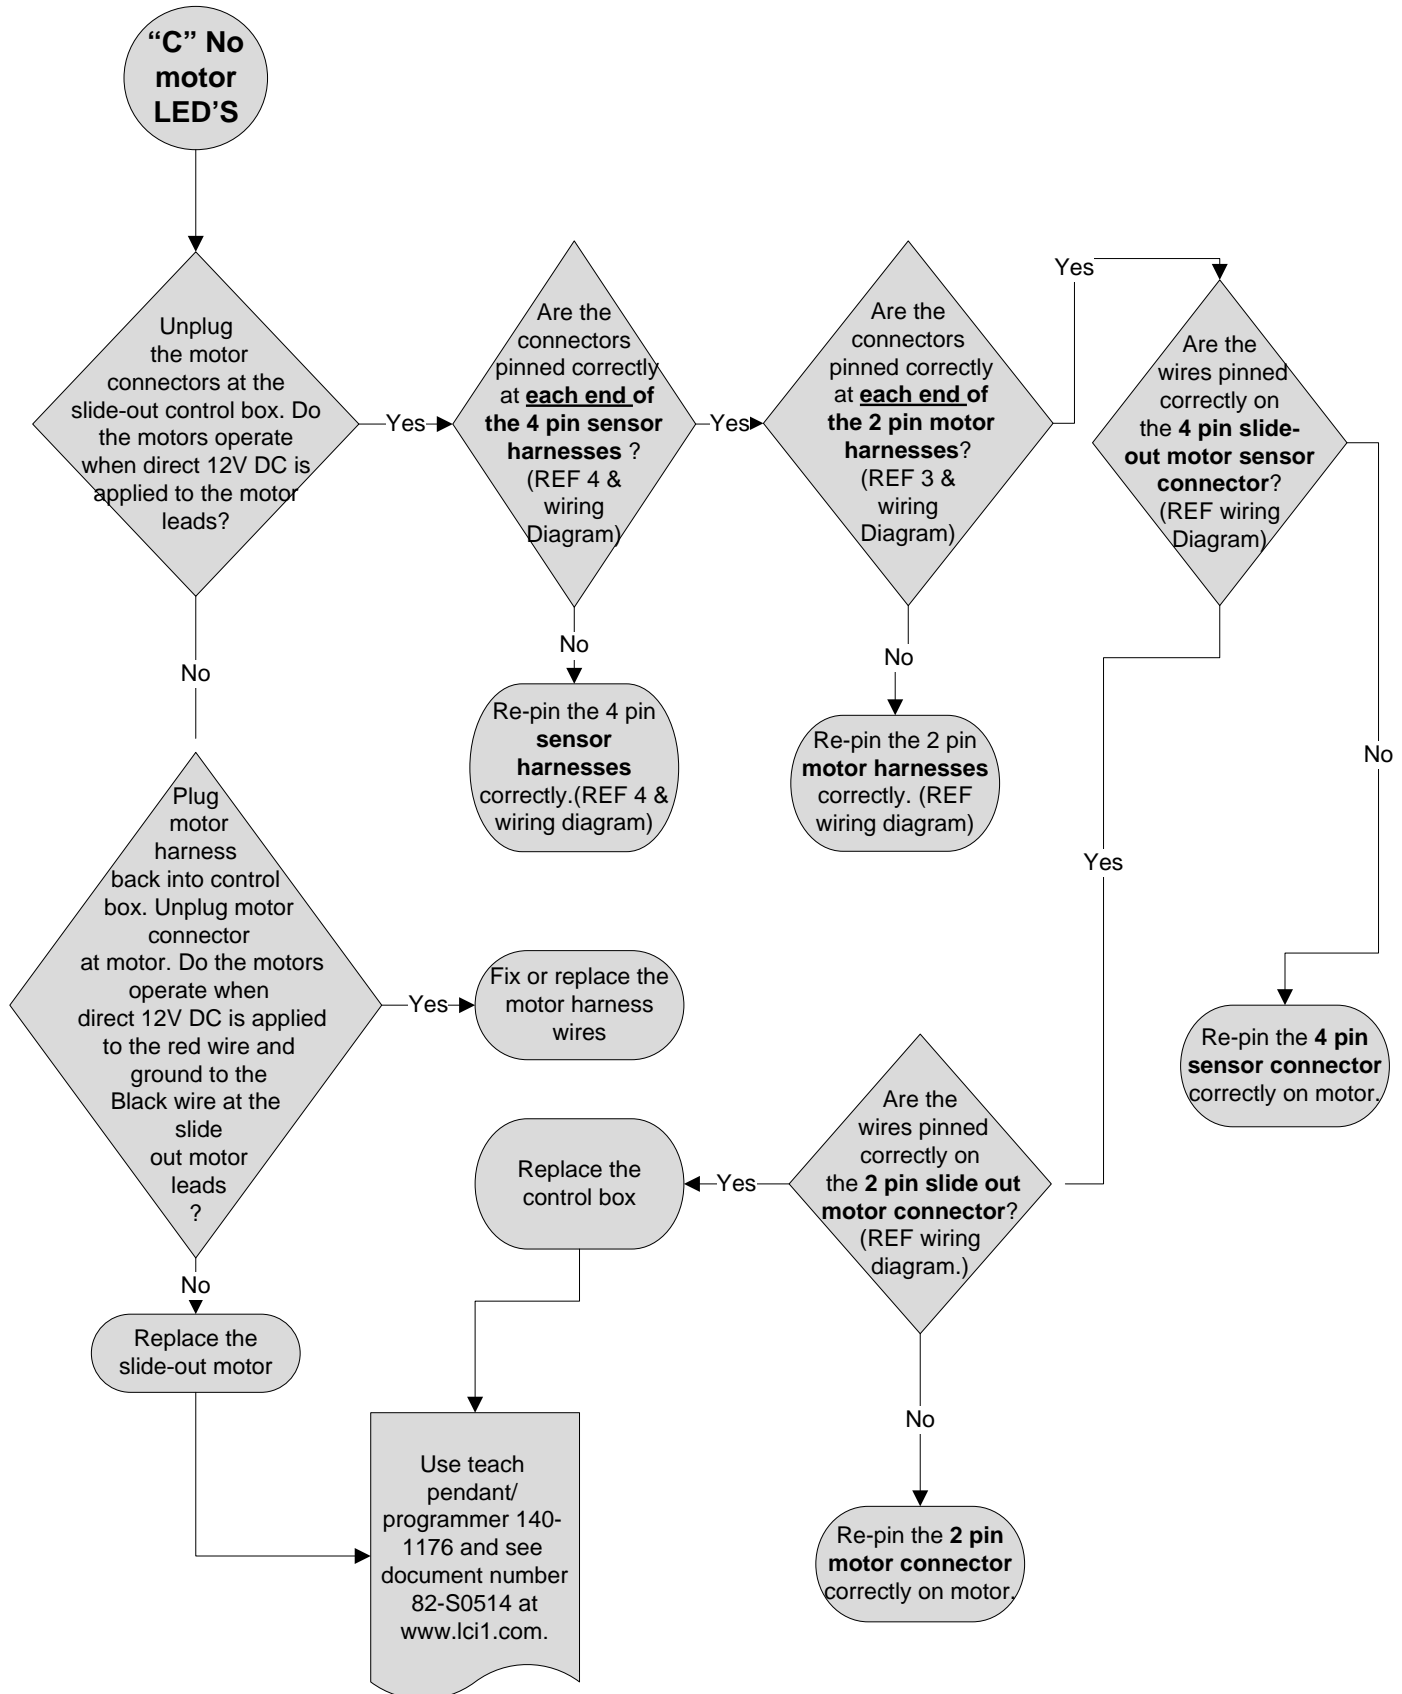 “C” No
motor
LED’S
Unplug
the motor
connectors at the
slide-out control box. Do
the motors operate
when direct 12V DC is
applied to the motor
leads?
Yes
Are the
connectors
pinned correctly
at each end of
the 4 pin sensor
harnesses ?
(REF 4 &
wiring
Diagram)
Yes
Are the
connectors
pinned correctly
at each end of
the 2 pin motor
harnesses?
(REF 3 &
wiring
Diagram)
Yes
Are the
wires pinned
correctly on
the 4 pin slide-
out motor sensor
connector?
(REF wiring
Diagram)
No
No
No
Re-pin the 4 pin
sensor
harnesses
correctly.(REF 4 &
wiring diagram)
Re-pin the 2 pin
motor harnesses
correctly. (REF
wiring diagram)
No
Yes
Plug
motor
harness
back into control
box. Unplug motor
connector
at motor. Do the motors
operate when
direct 12V DC is applied
to the red wire and
ground to the
Black wire at the
slide
out motor
leads
?
Yes
Fix or replace the
motor harness
wires
Re-pin the 4 pin
sensor connector
correctly on motor.
Are the
wires pinned
correctly on
the 2 pin slide out
motor connector?
(REF wiring
diagram.)
Yes
Replace the
control box
No
Replace the
slide-out motor
No
Use teach
pendant/
programmer 140-
1176 and see
document number
82-S0514 at
www.lci1.com.
Re-pin the 2 pin
motor connector
correctly on motor.